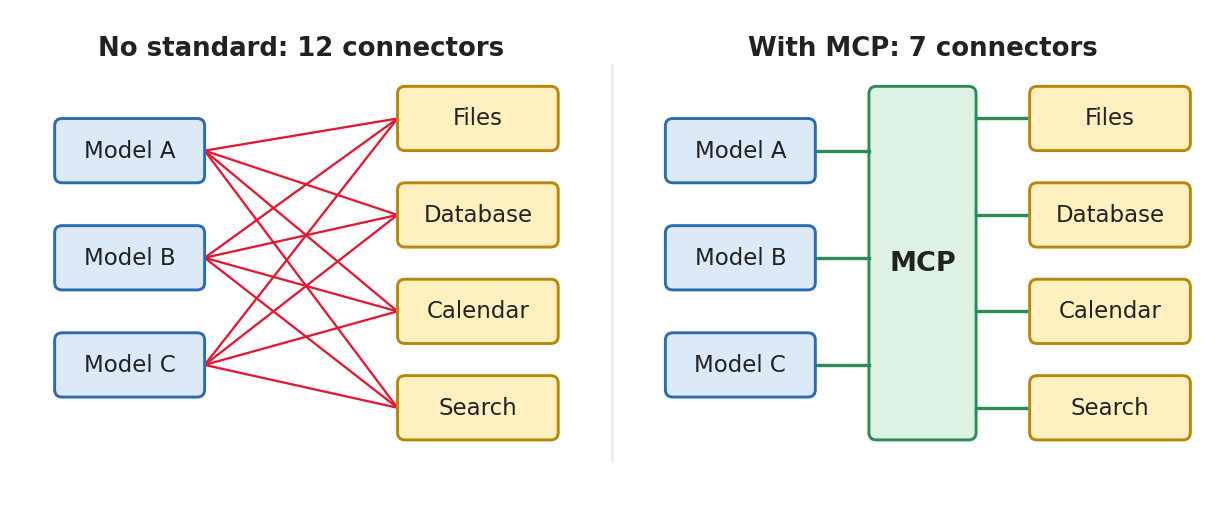 No standard: 12 connectors
Model A
Model B
Model C
Files
Database
Calendar
Search
With MCP: 7 connectors
Model A
Model B
Model C
MCP
Files
Database
Calendar
Search